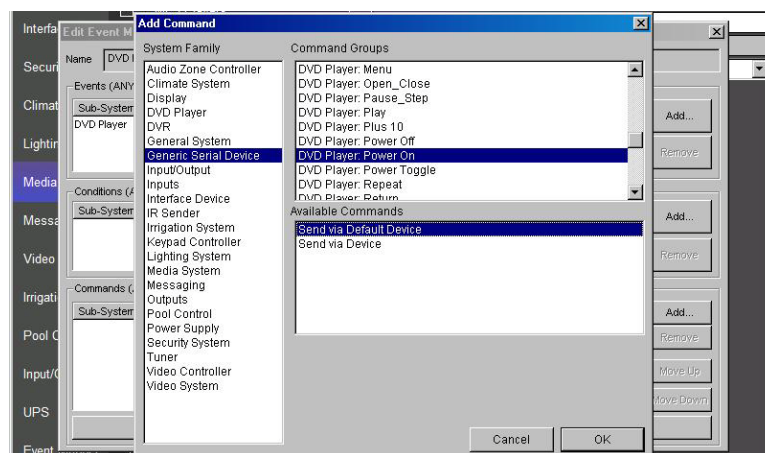 Add Command
Interfa
Edit Event M
System Family
Command Groups
Securi
Name
DVD
Audio Zone Controller
Climate System
Display
DVD Player
DVR
General System
Generic Serial Device
Input/Output
Inputs
Interface Device
IR Sender
Irrigation System
Keypad Controller
Lighting System
Media System
Messaging
Outputs
Pool Control
Power Supply
Security System
Tuner
Video Controller
Video System
DVD Player: Menu
DVD Player: Open_Close
DVD Player: Pause_Step
DVD Player: Play
DVD Player: Plus 10
DVD Player: Power Off
DVD Player: Power On
DVD Player: Power Toggle
DVD Player: Repeat
DVD Player: Return
Available Commands
Send via Default Device
Send via Device
Events (ANY
Climat
Sub-System
DVD Player
Lightin
Media
Conditions (A
Sub-System
Messa
Video
Commands (
Irrigati
Sub-System
Pool C
Input/O
UPS
Event
Add...
Remove
Add...
Remove
Add...
Remove
Move Up
Move Down
Cancel
OK